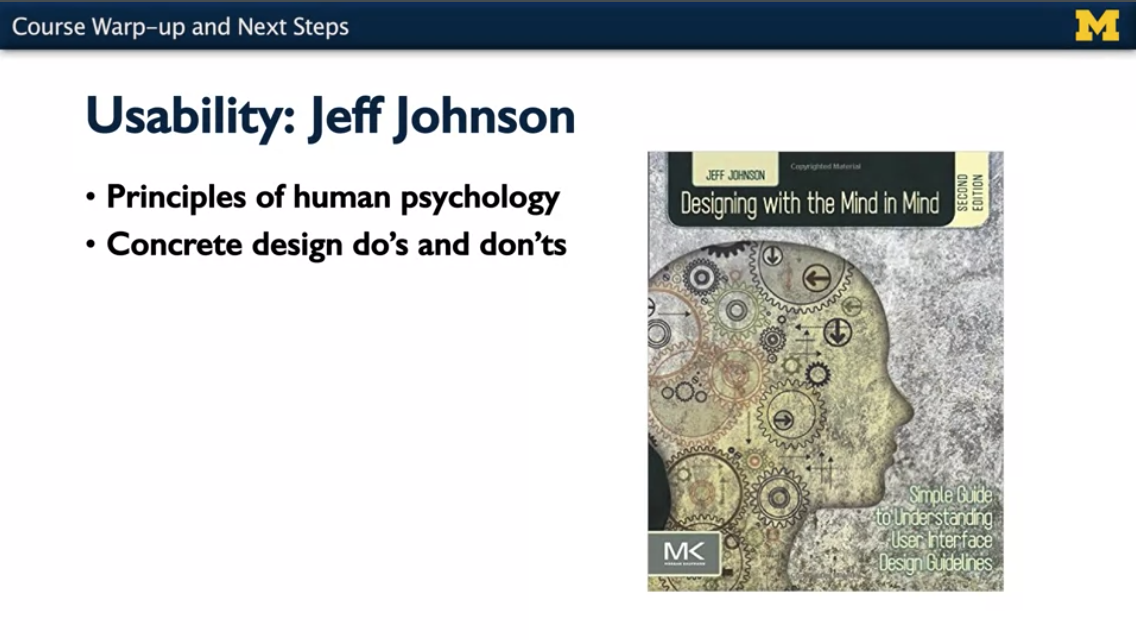 Course Warp-up and Next Steps
M
Usability: Jeff Johnson
• Principles of human psychology
• Concrete design do's and don'ts
Copyrighted Material
JEFF JOHNSON
Designing with the Mind in Mind
SECOND
EDITION
Simple Guide
to Understanding
User Interface
Design Guidelines
MK
MORGAN KAUFMANN